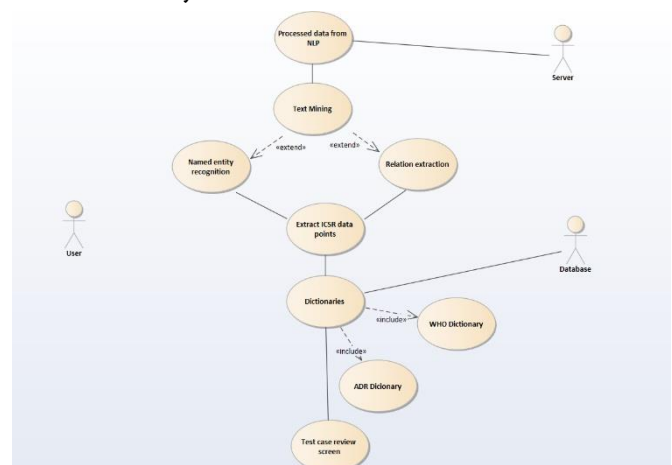 Processed data from
NLP
Server
Text Mining
«extend»
«extend»
Named entity
recognition
Relation extraction
Extract ICSR data
points
User
Database
Dictionaries
«include»
WHO Dictionary
«include»
ADR Dicionary
Test case review
screen